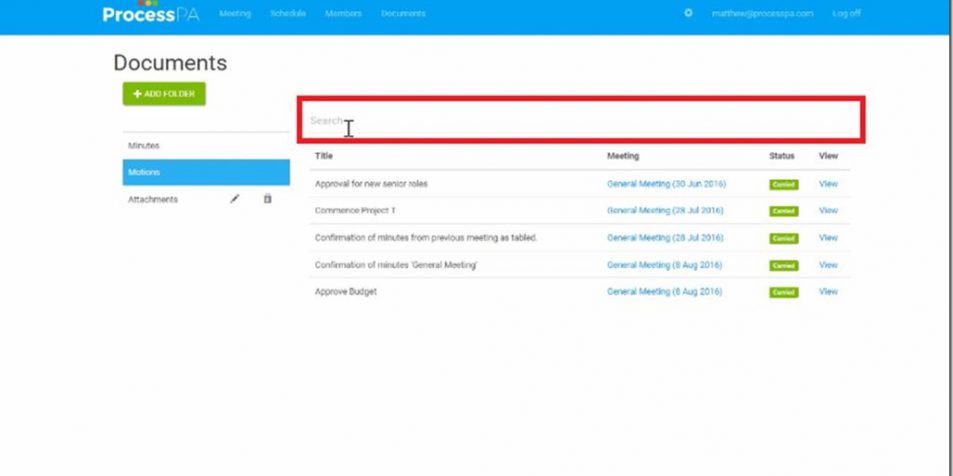 ProcessPA Meeting Schedule Members Documents matthew@processpa.com Log off
Documents
+ ADD FOLDER
Search
Minutes
Motions
Attachments
Title Meeting Status View
Approval for new senior roles General Meeting (30 Jun 2016) Carried View
Commence Project T General Meeting (28 Jul 2016) Carried View
Confirmation of minutes from previous meeting as tabled. General Meeting (28 Jul 2016) Carried View
Confirmation of minutes 'General Meeting' General Meeting (8 Aug 2016) Carried View
Approve Budget General Meeting (8 Aug 2016) Carried View